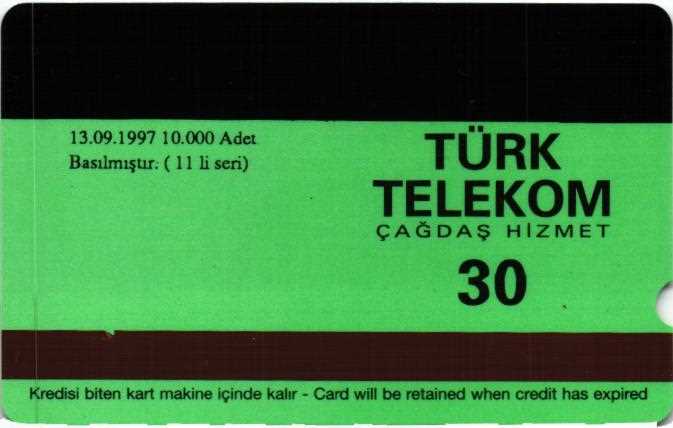 13.09.1997 10.000 Adet
Basılmıştır. ( 11 li seri)
TÜRK
TELEKOM
ÇAĞDAŞ HİZMET
30
Kredisi biten kart makine içinde kalır - Card will be retained when credit has expired